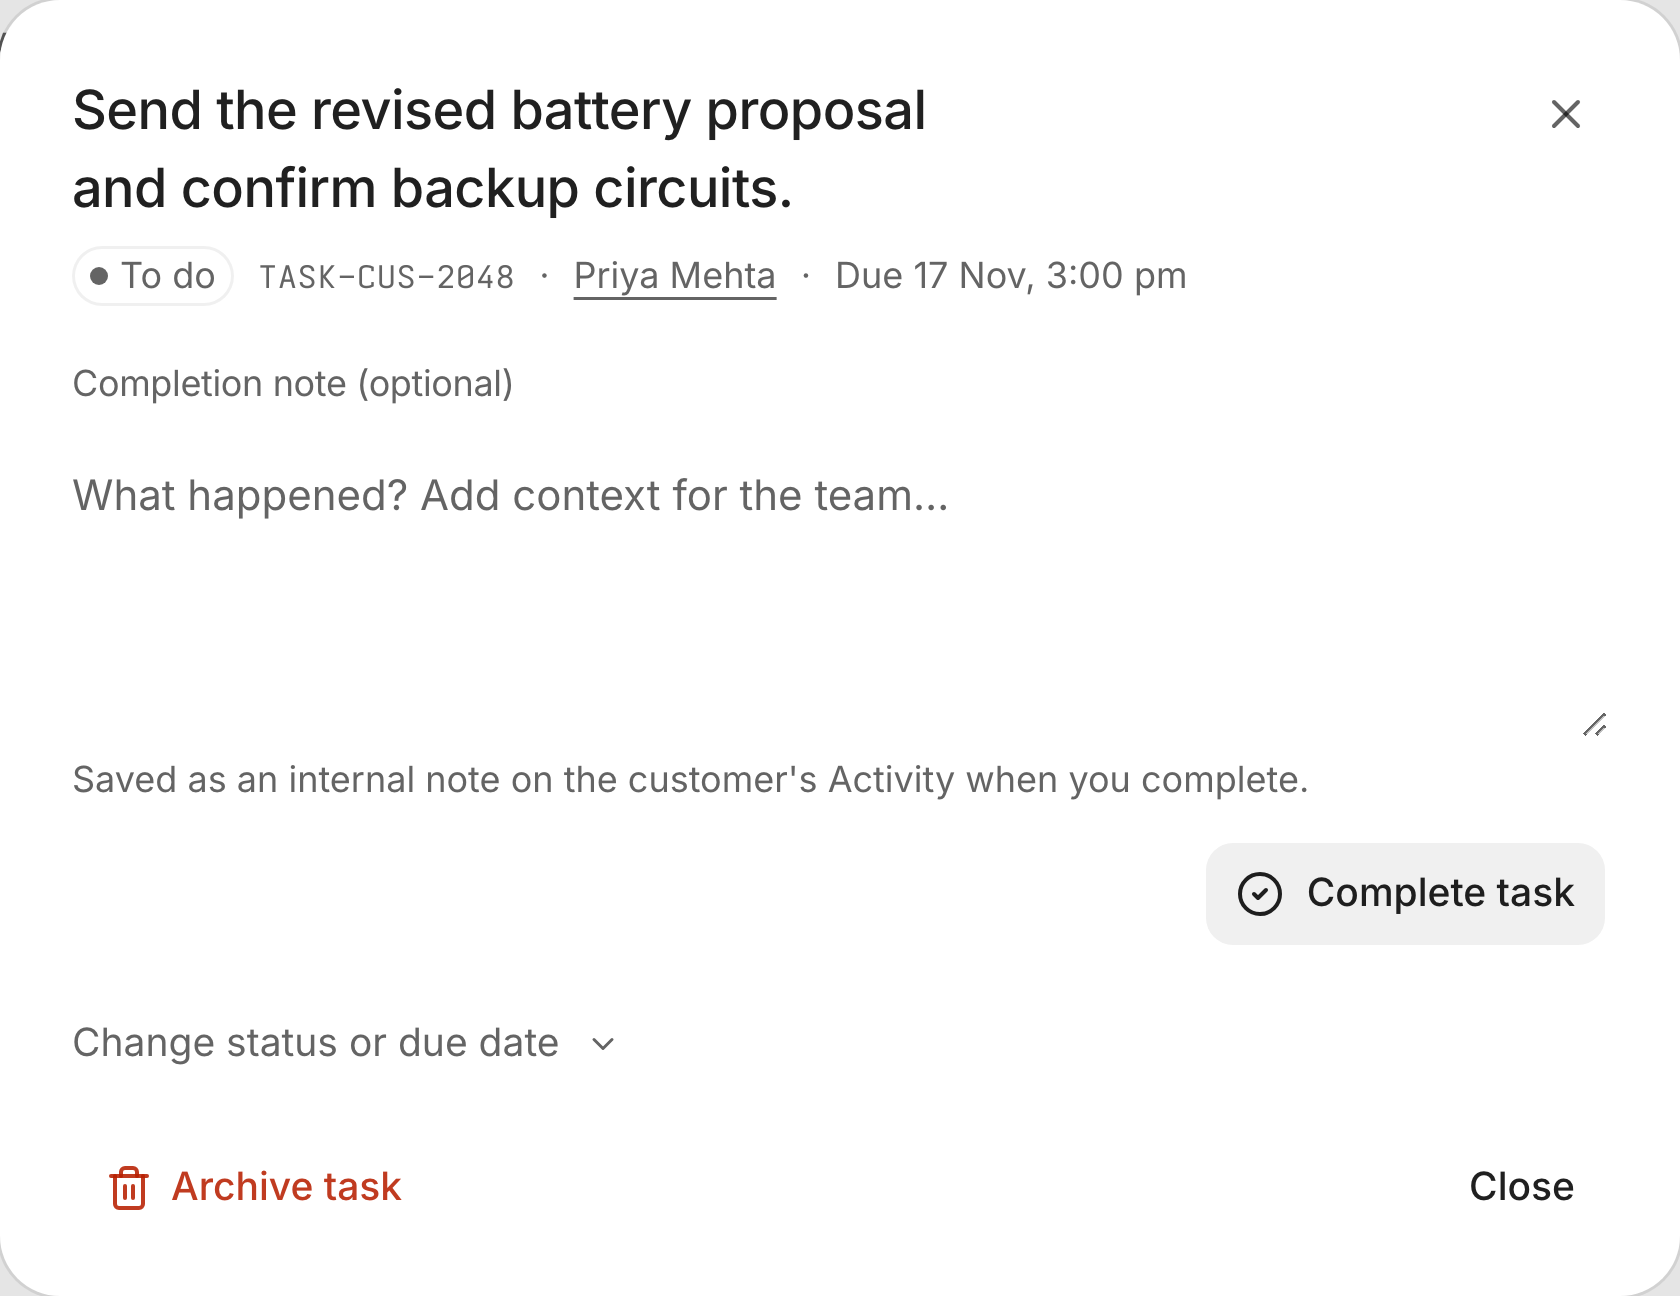 Send the revised battery proposal
and confirm backup circuits.
To do TASK-CUS-2048 · Priya Mehta · Due 17 Nov, 3:00 pm
Completion note (optional)
What happened? Add context for the team...
Saved as an internal note on the customer's Activity when you complete.
Complete task
Change status or due date
Archive task Close